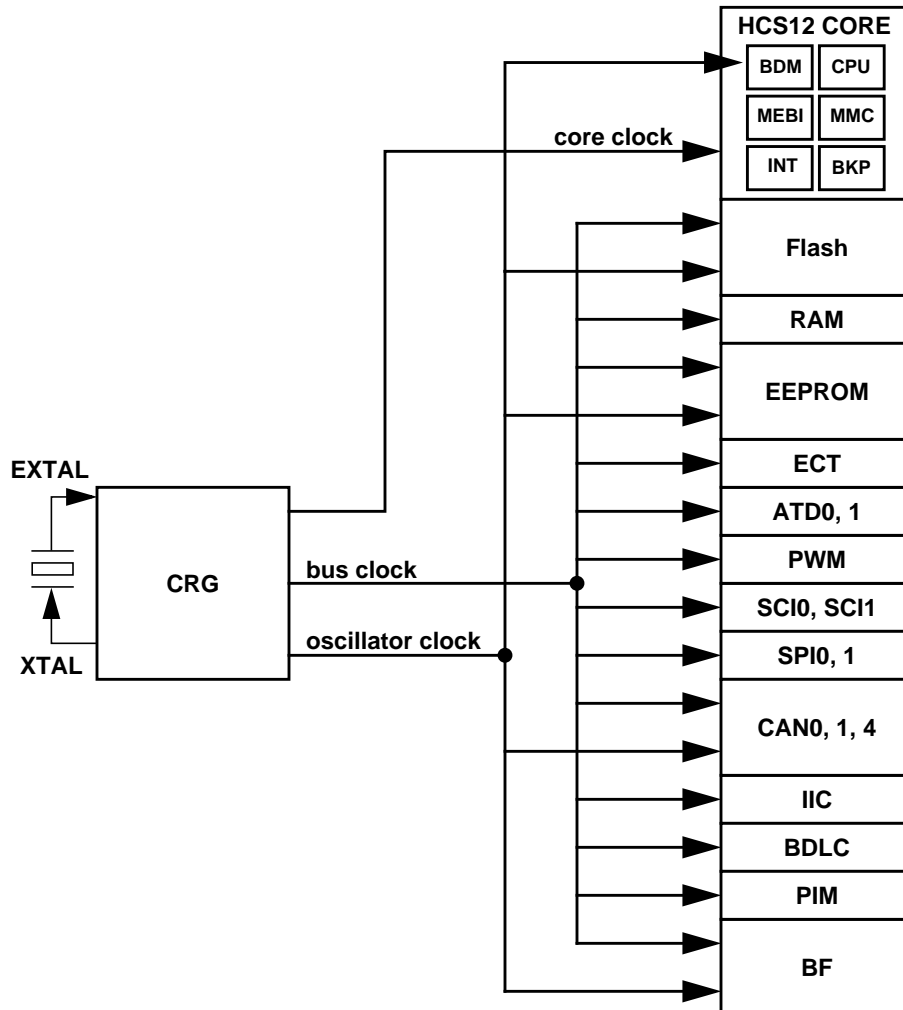 HCS12 CORE
BDM
CPU
MEBI
MMC
INT
BKP
core clock
Flash
RAM
EEPROM
ECT
ATD0, 1
PWM
SCI0, SCI1
SPI0, 1
CAN0, 1, 4
IIC
BDLC
PIM
BF
EXTAL
CRG
XTAL
bus clock
oscillator clock